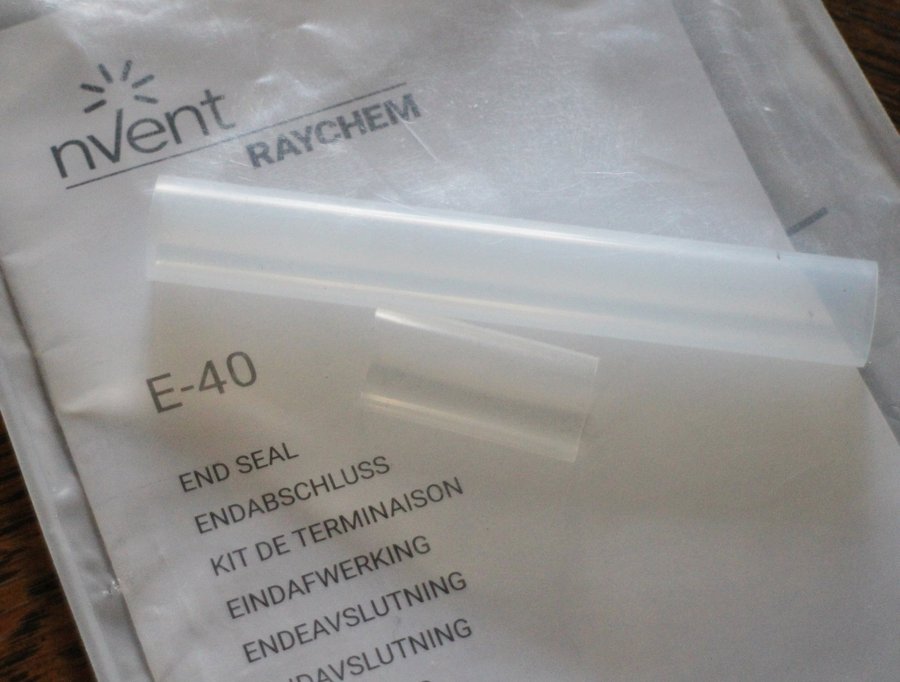 nVent
RAYCHEM
E-40
END SEAL
ENDABSCHLUSS
KIT DE TERMINAISON
EINDAFWERKING
ENDEAVSLUTNING